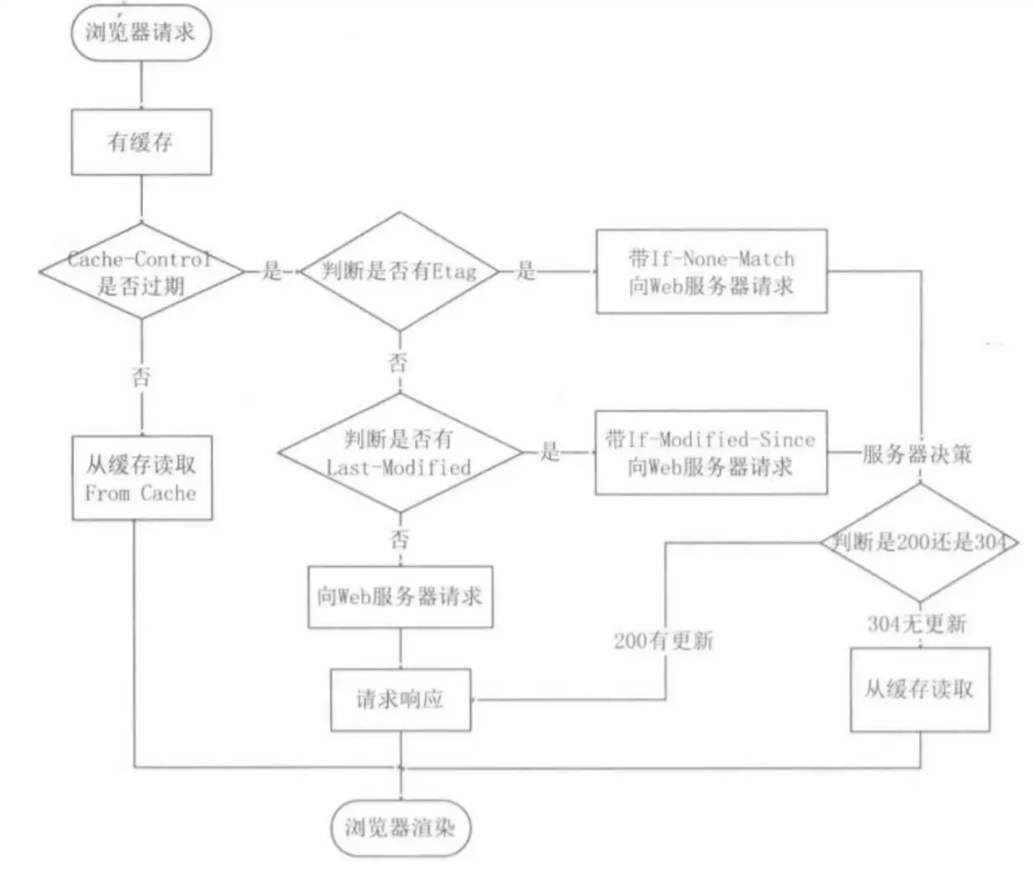 浏览器请求
有缓存
Cache-Control
是否过期
是
判断是否有Etag
是
带If-None-Match
向Web服务器请求
否
否
从缓存读取
From Cache
判断是否有
Last-Modified
是
带If-Modified-Since
向Web服务器请求
服务器决策
判断是200还是304
否
向Web服务器请求
200有更新
304无更新
请求响应
从缓存读取
浏览器渲染